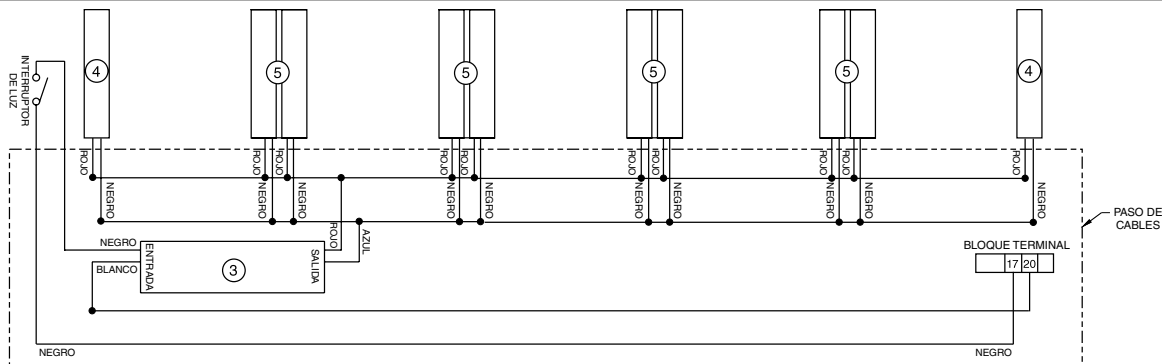 INTERRUPTOR
DE LUZ
4
5
5
5
5
4
ROJO
ROJO
ROJO
ROJO
ROJO
ROJO
ROJO
ROJO
ROJO
ROJO
NEGRO
NEGRO
NEGRO
NEGRO
NEGRO
NEGRO
NEGRO
NEGRO
NEGRO
NEGRO
PASO DE
CABLES
ROJO
AZUL
NEGRO
BLANCO
ENTRADA
3
SALIDA
BLOQUE TERMINAL
17 20
NEGRO
NEGRO